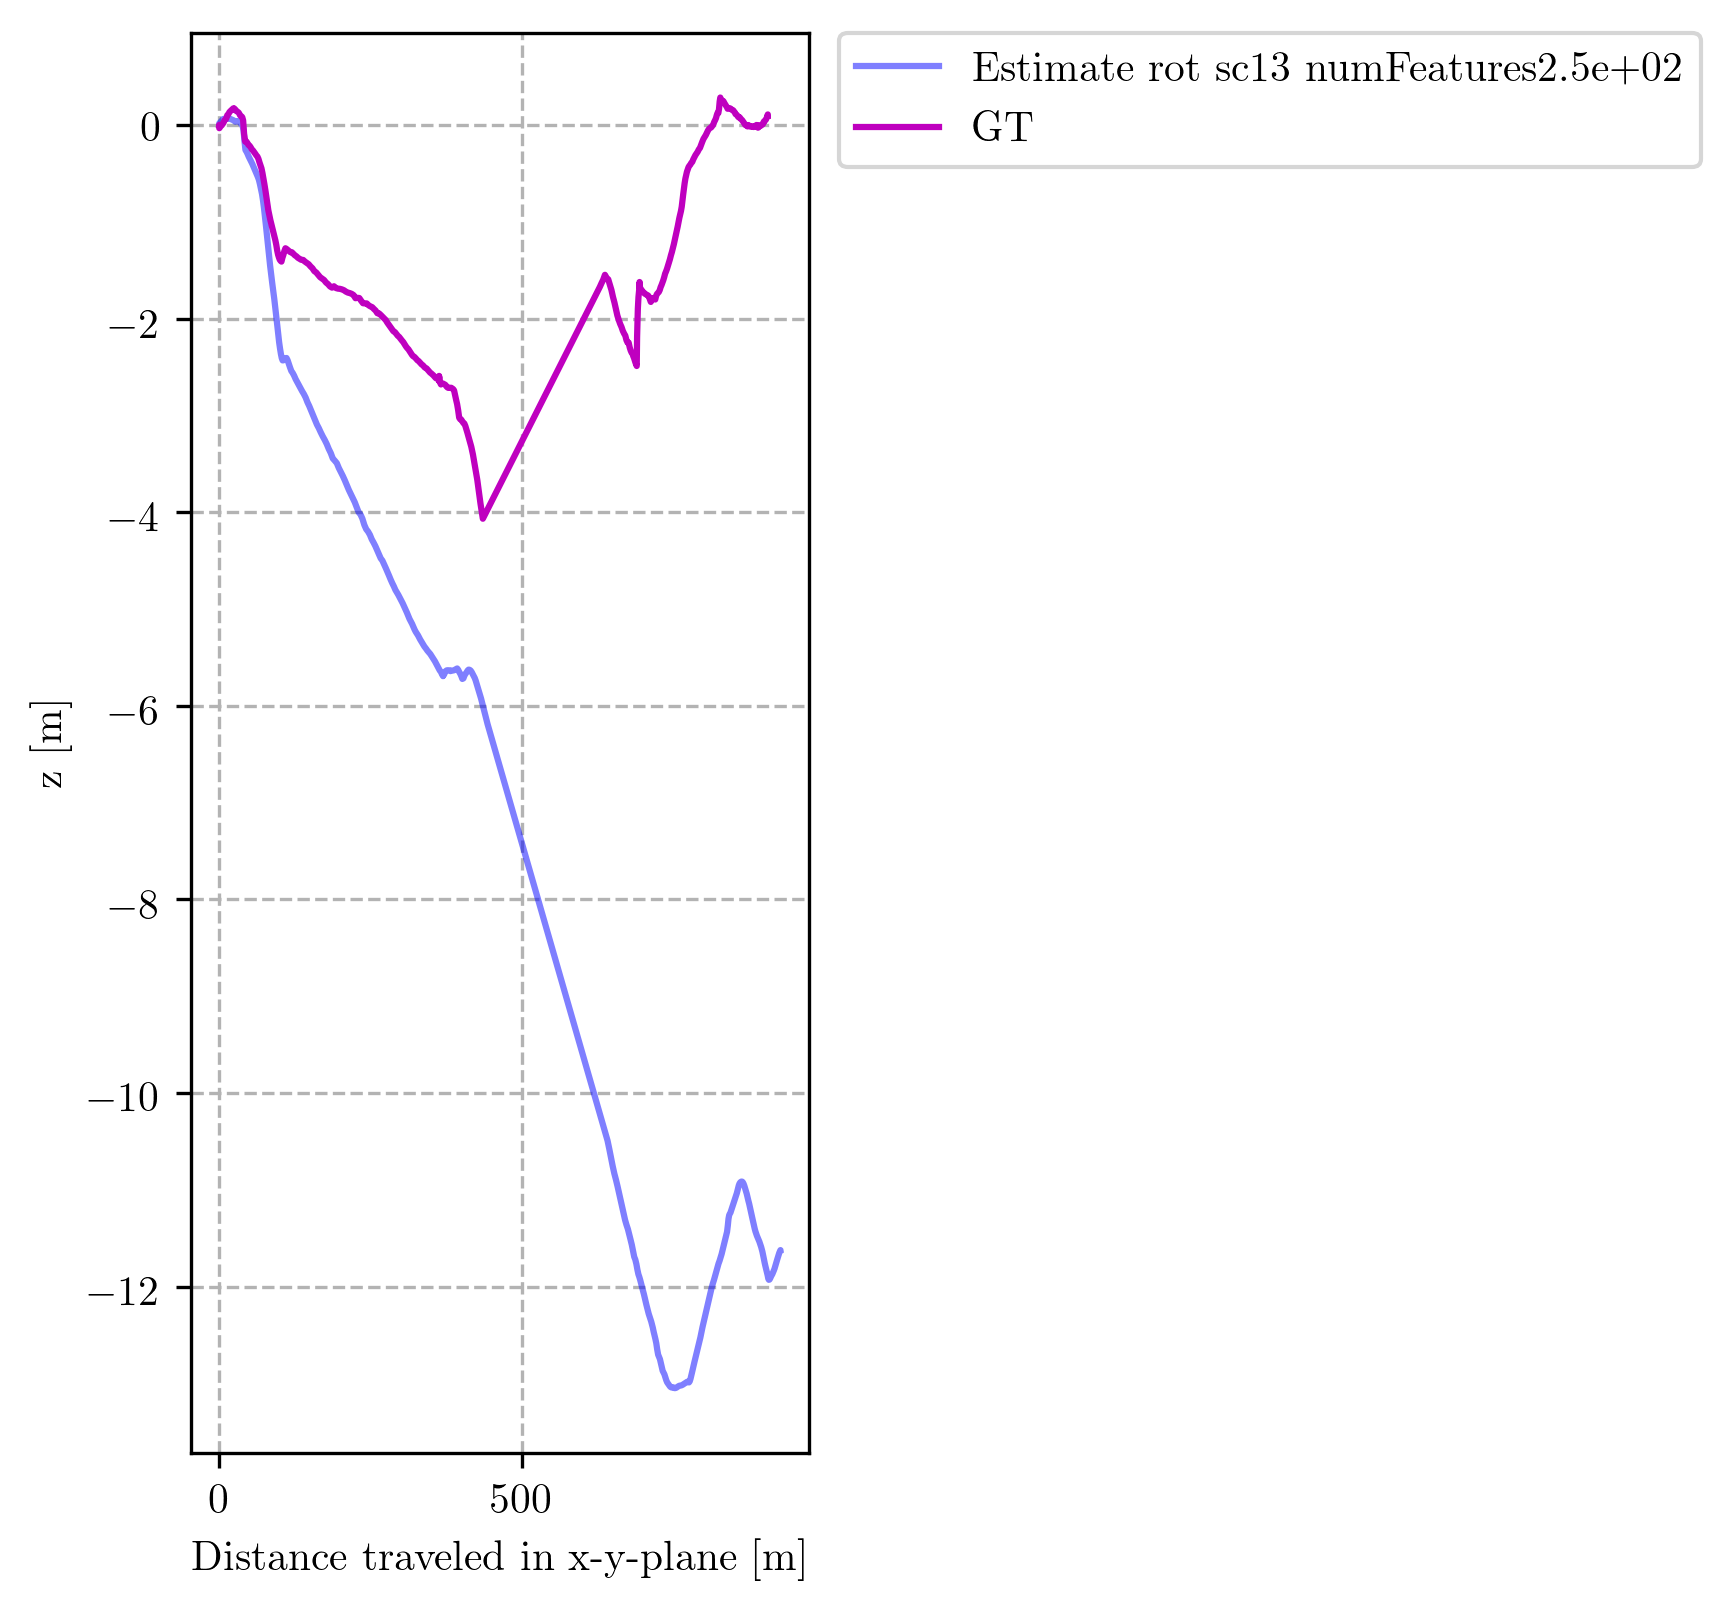 Estimate rot sc13 numFeatures2.5e+02
GT
0
−2
−4
−6
−8
−10
−12
z [m]
0 500
Distance traveled in x-y-plane [m]